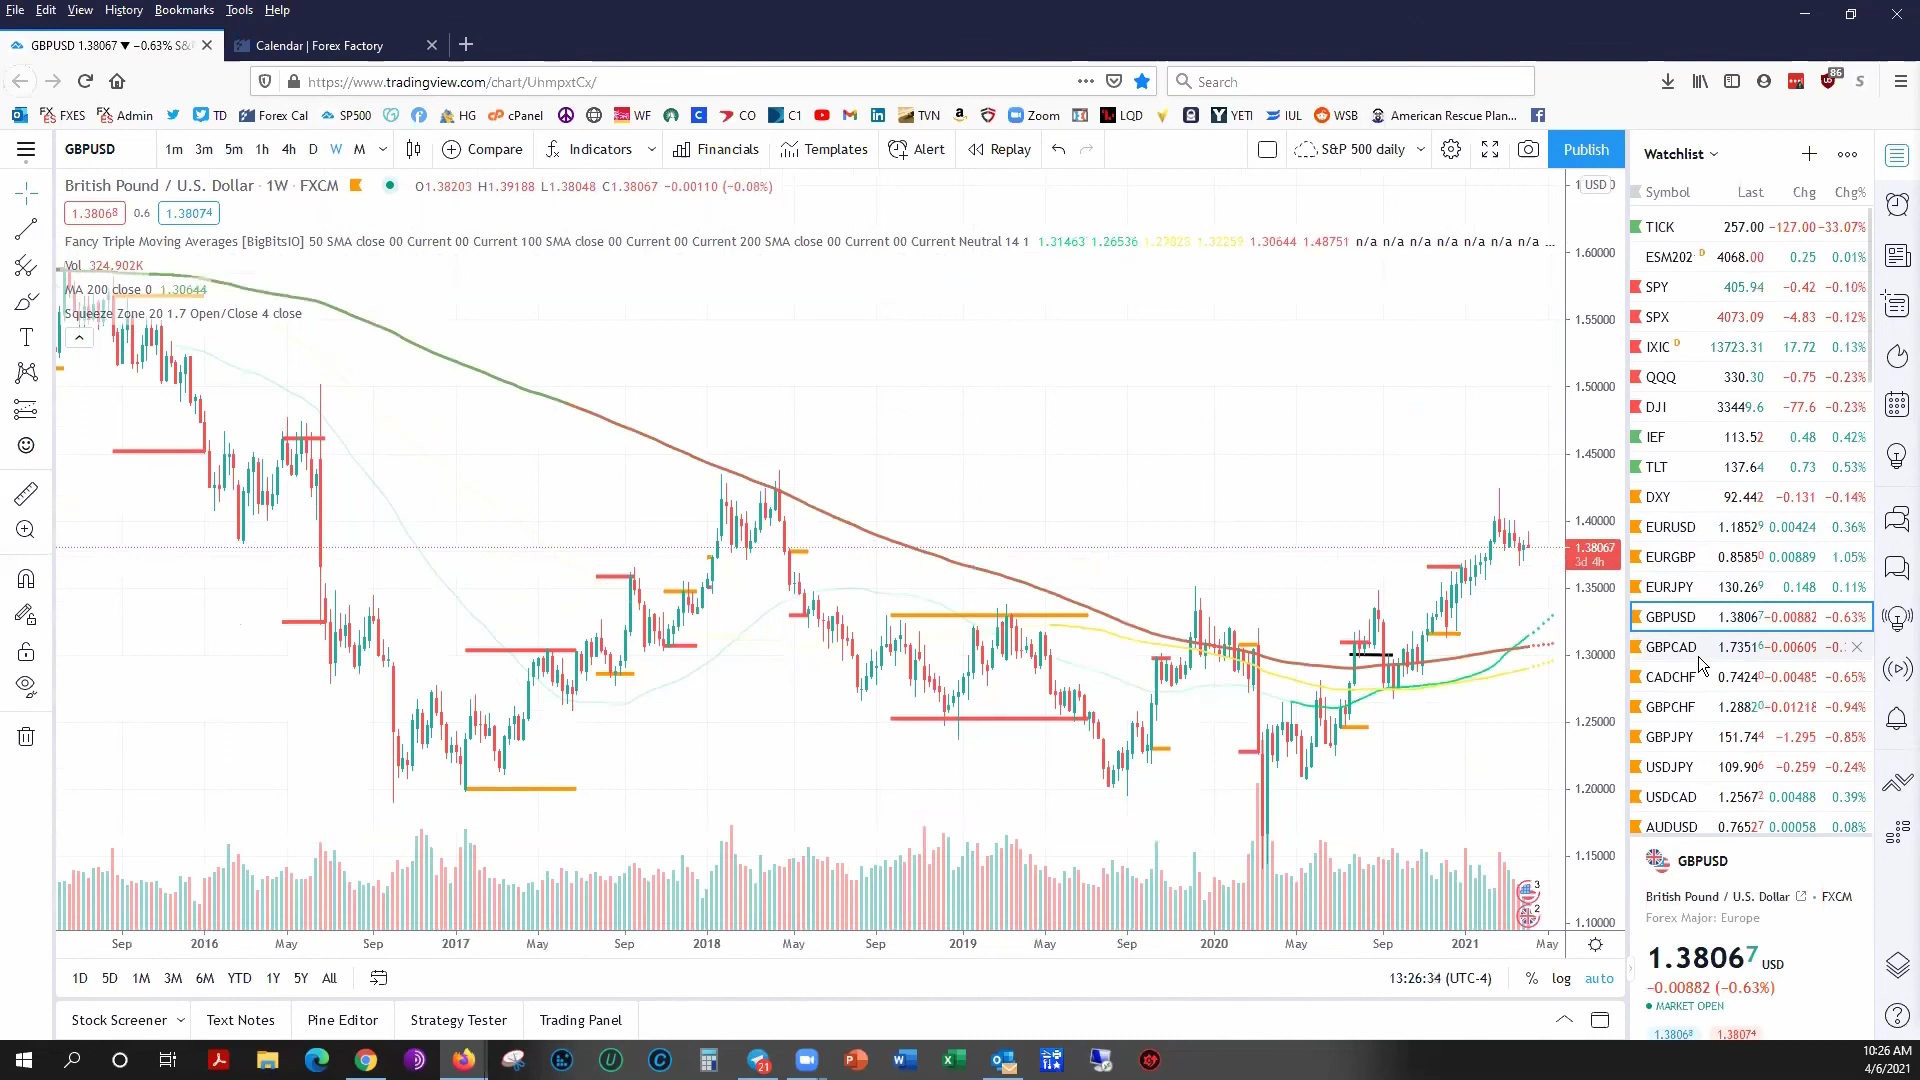 File Edit View History Bookmarks Tools Help
GBPUSD 1.38067 ▼ −0.63% S&
Calendar | Forex Factory
https://www.tradingview.com/chart/UhmpxtCx/
Search
86
FXES Admin TD Forex Cal SP500 HG cPanel WF CO C1 TVN Zoom LQD YETI IUL WSB American Rescue Plan...
GBPUSD 1m 3m 5m 1h 4h D W M Compare Indicators Financials Templates Alert Replay S&P 500 daily Publish
British Pound / U.S. Dollar · 1W · FXCM O1.38203 H1.39188 L1.38048 C1.38067 −0.00110 (−0.08%)
1.38068 0.6 1.38074
Fancy Triple Moving Averages [BigBitsIO] 50 SMA close 00 Current 00 Current 100 SMA close 00 Current 00 Current 200 SMA close 00 Current 00 Current Neutral 14 1 1.31463 1.26536 1.32259 1.30644 1.48751 n/a n/a n/a n/a n/a n/a n/a ...
Vol 324.902K
MA 200 close 0 1.30644
Squeeze Zone 20 1.7 Open/Close 4 close
USD
1.60000
1.55000
1.50000
1.45000
1.40000
1.38067
3d 4h
1.35000
1.30000
1.25000
1.20000
1.15000
1.10000
3
2
Sep 2016 May Sep 2017 May Sep 2018 May Sep 2019 May Sep 2020 May Sep 2021 May
1D 5D 1M 3M 6M YTD 1Y 5Y All
13:26:34 (UTC-4) % log auto
Stock Screener Text Notes Pine Editor Strategy Tester Trading Panel
Watchlist
Symbol Last Chg Chg%
TICK 257.00 −127.00 −33.07%
ESM202 D 4068.00 0.25 0.01%
SPY 405.94 −0.42 −0.10%
SPX 4073.09 −4.83 −0.12%
IXIC D 13723.31 17.72 0.13%
QQQ 330.30 −0.75 −0.23%
DJI 33449.6 −77.6 −0.23%
IEF 113.52 0.48 0.42%
TLT 137.64 0.73 0.53%
DXY 92.442 −0.131 −0.14%
EURUSD 1.18529 0.00424 0.36%
EURGBP 0.85850 0.00889 1.05%
EURJPY 130.269 0.148 0.11%
GBPUSD 1.38067 −0.00882 −0.63%
GBPCAD 1.73516 −0.00609 −0.
CADCHF 0.74240 −0.00485 −0.65%
GBPCHF 1.28820 −0.01218 −0.94%
GBPJPY 151.744 −1.295 −0.85%
USDJPY 109.906 −0.259 −0.24%
USDCAD 1.25672 0.00488 0.39%
AUDUSD 0.76527 0.00058 0.08%
GBPUSD
British Pound / U.S. Dollar • FXCM
Forex Major: Europe
1.38067 USD
−0.00882 (−0.63%)
MARKET OPEN
1.38068 1.38074
21
10:26 AM
4/6/2021